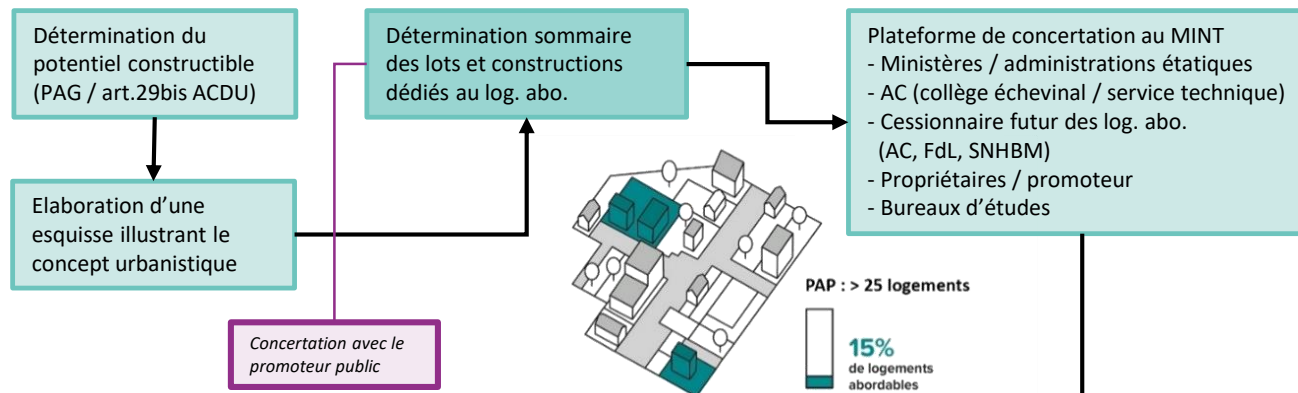 Détermination du
potentiel constructible
(PAG / art.29bis ACDU)
Elaboration d’une
esquisse illustrant le
concept urbanistique
Concertation avec le
promoteur public
Détermination sommaire
des lots et constructions
dédiés au log. abo.
Plateforme de concertation au MINT
- Ministères / administrations étatiques
- AC (collège échevinal / service technique)
- Cessionnaire futur des log. abo.
(AC, FdL, SNHBM)
- Propriétaires / promoteur
- Bureaux d’études
PAP : > 25 logements
15%
de logements
abordables